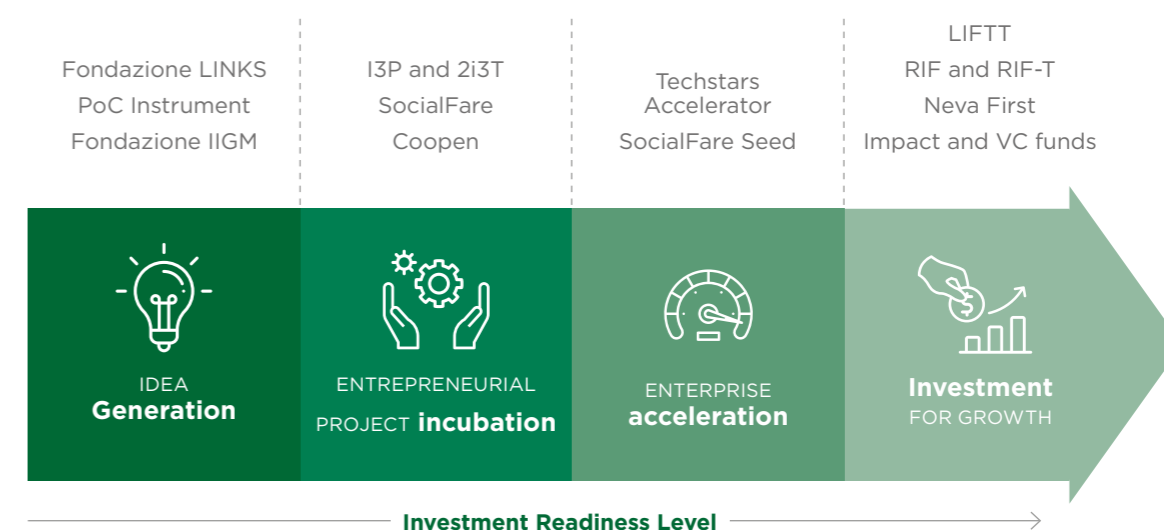 Fondazione LINKS
PoC Instrument
Fondazione IIGM
I3P and 2i3T
SocialFare
Coopen
Techstars
Accelerator
SocialFare Seed
LIFTT
RIF and RIF-T
Neva First
Impact and VC funds
IDEA
Generation
ENTREPRENEURIAL
PROJECT incubation
ENTERPRISE
acceleration
$
Investment
FOR GROWTH
Investment Readiness Level